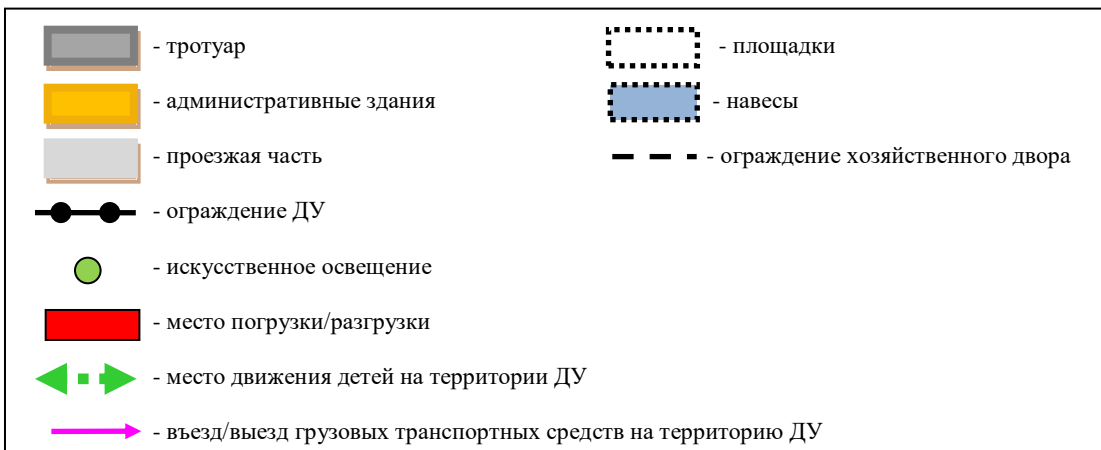 - тротуар
- административные здания
- проезжая часть
- ограждение ДУ
- искусственное освещение
- место погрузки/разгрузки
- место движения детей на территории ДУ
- въезд/выезд грузовых транспортных средств на территорию ДУ
- площадки
- навесы
- ограждение хозяйственного двора